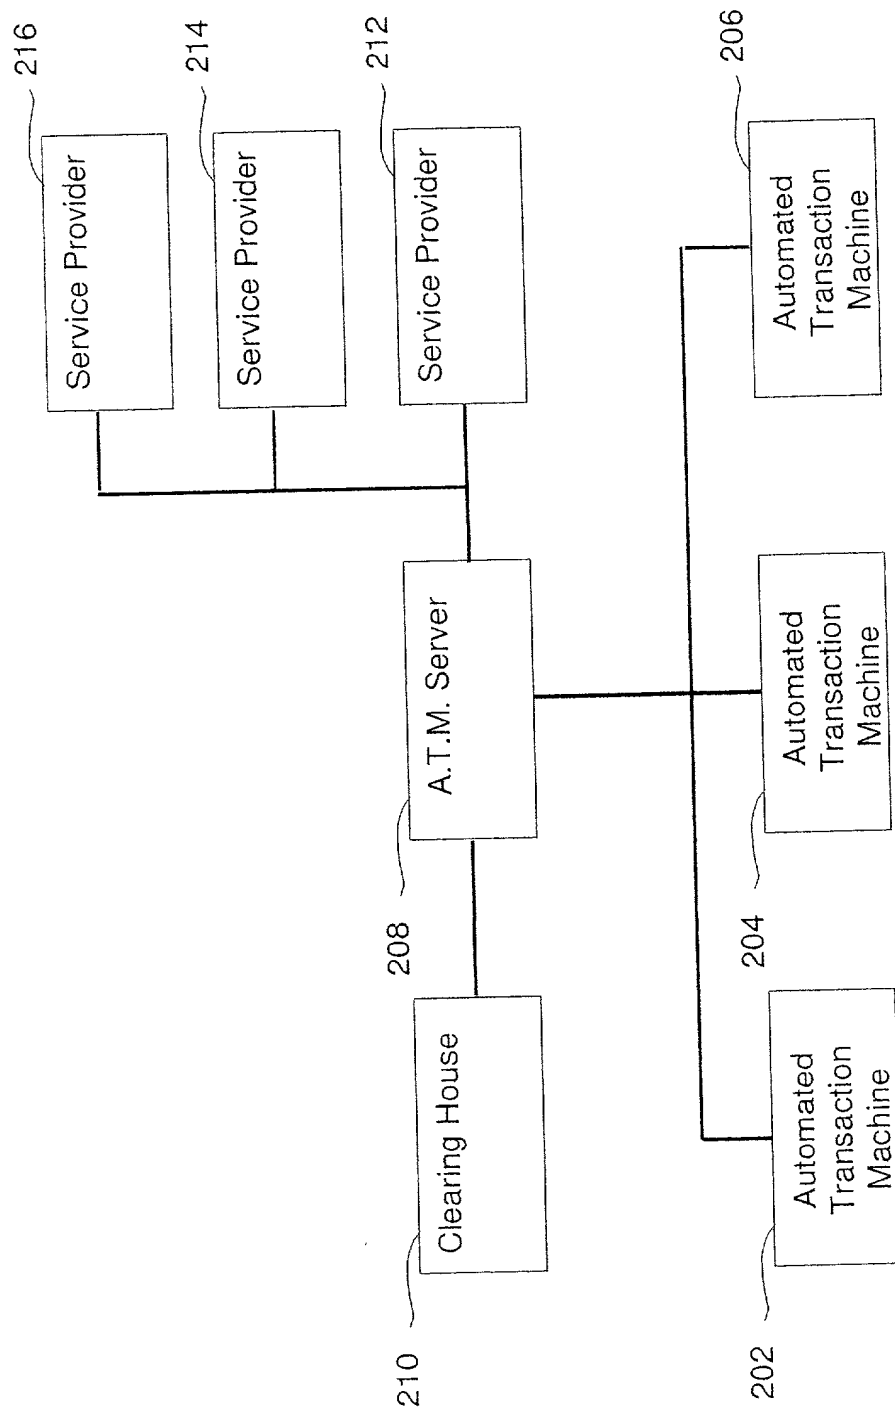 216
Service Provider
214
Service Provider
212
Service Provider
208
A.T.M. Server
210
Clearing House
202
Automated
Transaction
Machine
204
Automated
Transaction
Machine
206
Automated
Transaction
Machine